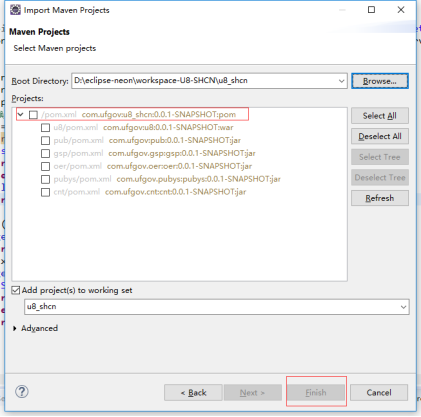 Import Maven Projects
Maven Projects
Select Maven projects
Root Directory: D:\eclipse-neon\workspace-U8-SHCN\u8_shcn Browse...
Projects:
/pom.xml com.ufgov:u8_shcn:0.0.1-SNAPSHOT:pom Select All
u8/pom.xml com.ufgov:u8:0.0.1-SNAPSHOT:war
pub/pom.xml com.ufgov:pub:0.0.1-SNAPSHOT:jar Deselect All
gsp/pom.xml com.ufgov.gsp:gsp:0.0.1-SNAPSHOT:jar Select Tree
oer/pom.xml com.ufgov.oer:oer:0.0.1-SNAPSHOT:jar
pubys/pom.xml com.ufgov.pubys:pubys:0.0.1-SNAPSHOT:jar Deselect Tree
cnt/pom.xml com.ufgov.cnt:cnt:0.0.1-SNAPSHOT:jar Refresh
Add project(s) to working set
u8_shcn
Advanced
? < Back Next > Finish Cancel